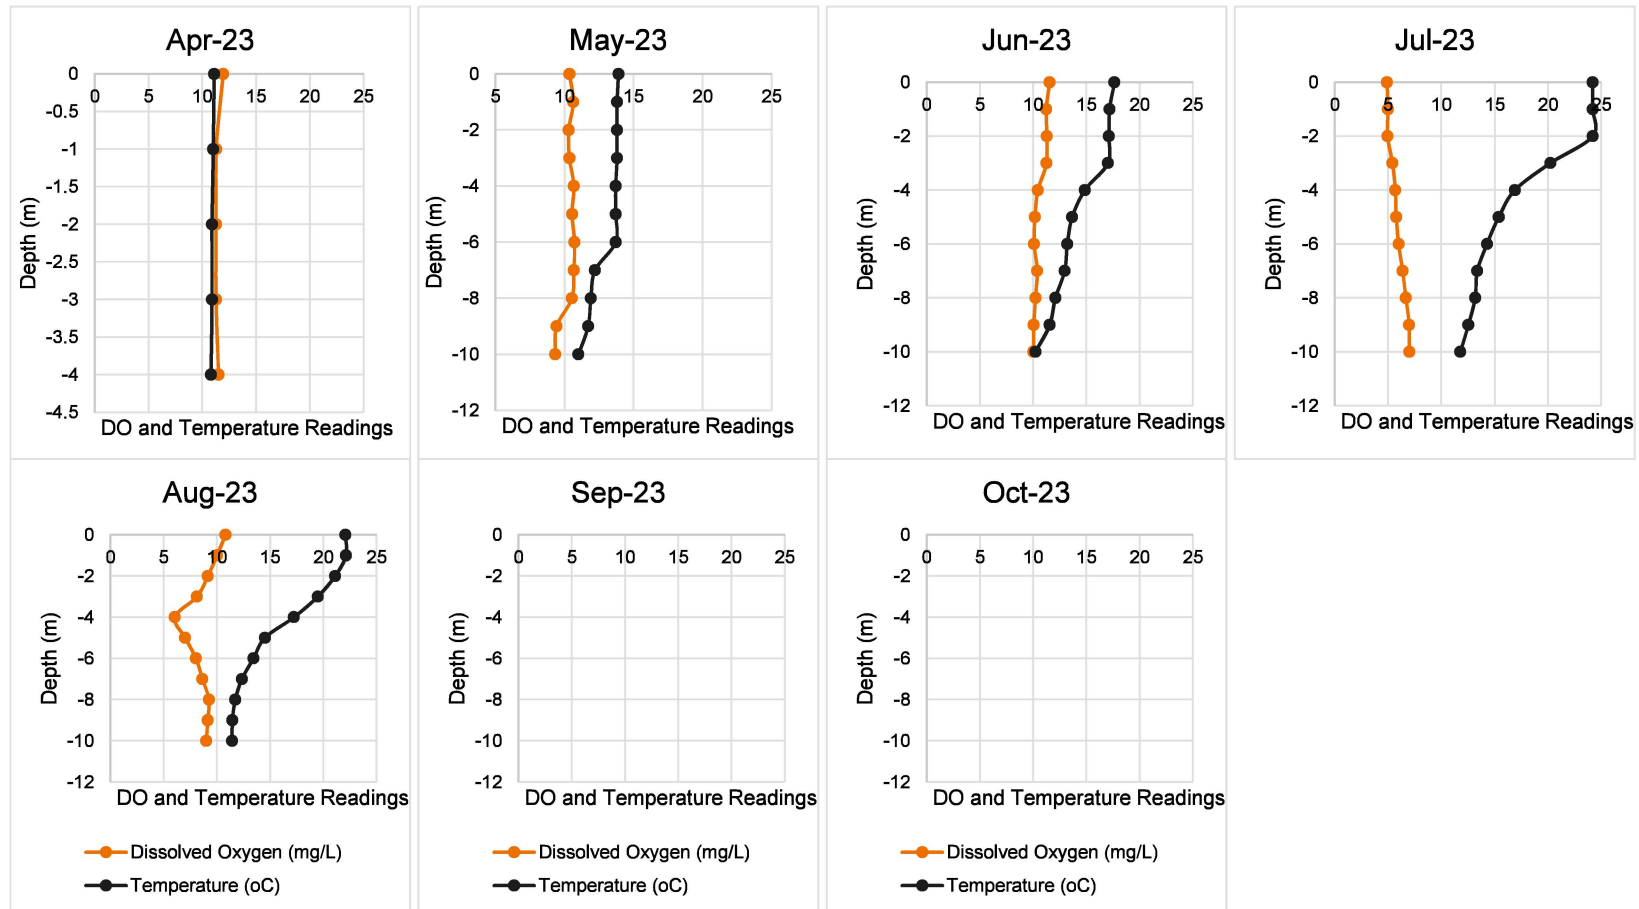 Apr-23
0
0 5 10 15 20 25
-0.5
-1
-1.5
-2
-2.5
-3
-3.5
-4
-4.5
Depth (m)
DO and Temperature Readings
May-23
0
5 10 15 20 25
-2
-4
-6
-8
-10
-12
Depth (m)
DO and Temperature Readings
Jun-23
0
0 5 10 15 20 25
-2
-4
-6
-8
-10
-12
Depth (m)
DO and Temperature Readings
Jul-23
0
0 5 10 15 20 25
-2
-4
-6
-8
-10
-12
Depth (m)
DO and Temperature Readings
Aug-23
0
0 5 10 15 20 25
-2
-4
-6
-8
-10
-12
Depth (m)
DO and Temperature Readings
Dissolved Oxygen (mg/L)
Temperature (oC)
Sep-23
0
0 5 10 15 20 25
-2
-4
-6
-8
-10
-12
Depth (m)
DO and Temperature Readings
Dissolved Oxygen (mg/L)
Temperature (oC)
Oct-23
0
0 5 10 15 20 25
-2
-4
-6
-8
-10
-12
Depth (m)
DO and Temperature Readings
Dissolved Oxygen (mg/L)
Temperature (oC)